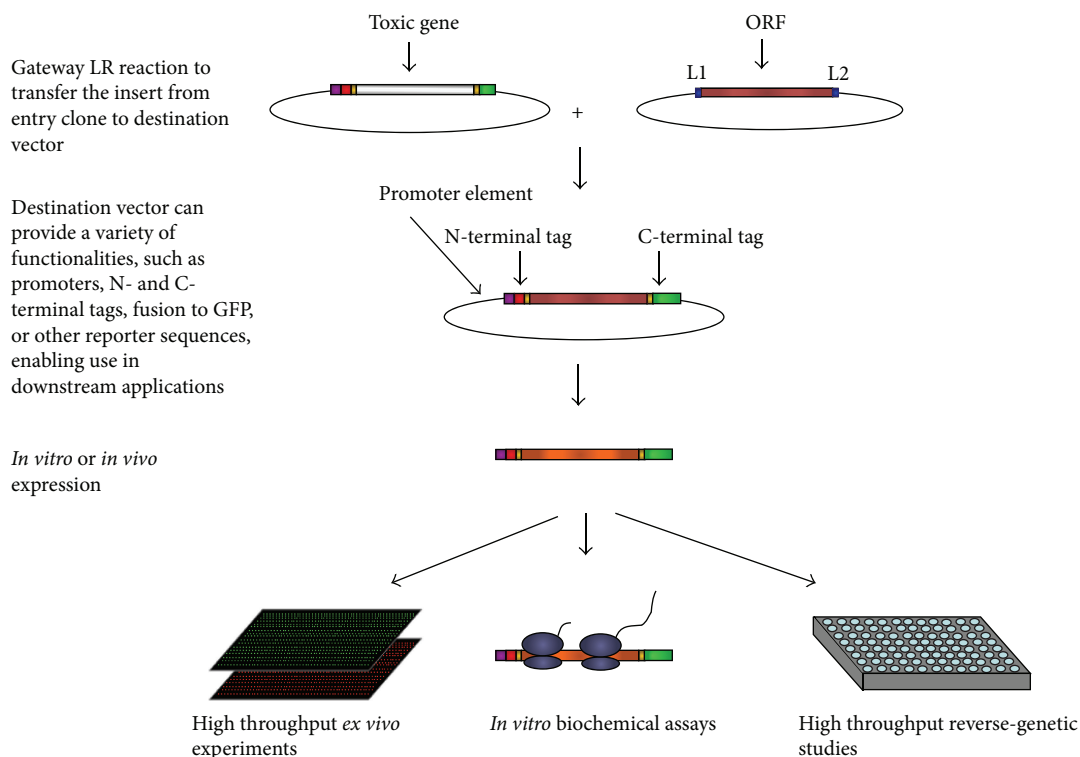 Toxic gene
ORF
L1
L2
Gateway LR reaction to
transfer the insert from
entry clone to destination
vector
+
Promoter element
Destination vector can
provide a variety of
functionalities, such as
promoters, N- and C-
terminal tags, fusion to GFP,
or other reporter sequences,
enabling use in
downstream applications
N-terminal tag
C-terminal tag
In vitro or in vivo
expression
High throughput ex vivo
experiments
In vitro biochemical assays
High throughput reverse-genetic
studies